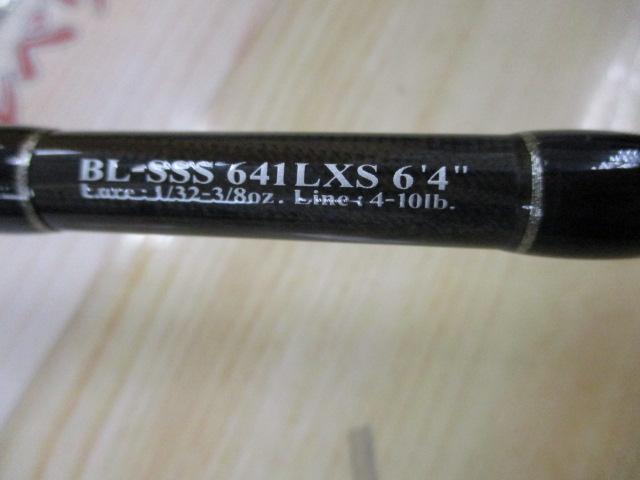 BL-SSS 641LXS 6'4"
Lure : 1/32-3/8oz. Line : 4-10lb.